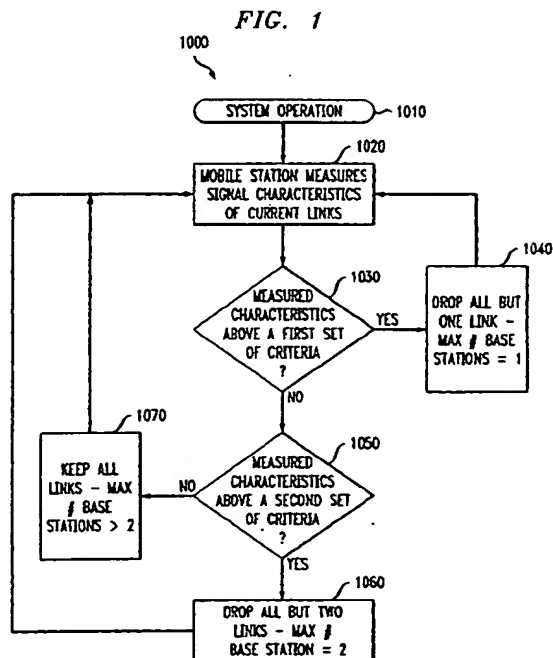 FIG. 1
1000
SYSTEM OPERATION
1010
1020
MOBILE STATION MEASURES
SIGNAL CHARACTERISTICS
OF CURRENT LINKS
1030
MEASURED
CHARACTERISTICS
ABOVE A FIRST SET
OF CRITERIA
?
YES
NO
1040
DROP ALL BUT
ONE LINK -
MAX # BASE
STATIONS = 1
1050
MEASURED
CHARACTERISTICS
ABOVE A SECOND SET
OF CRITERIA
?
NO
YES
1070
KEEP ALL
LINKS - MAX
# BASE
STATIONS > 2
1060
DROP ALL BUT TWO
LINKS - MAX #
BASE STATION = 2